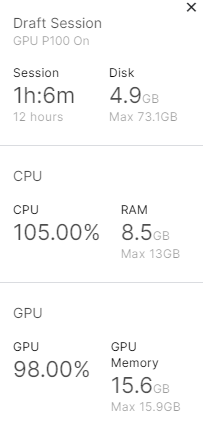 ×
Draft Session
GPU P100 On
Session Disk
1h:6m 4.9GB
12 hours Max 73.1GB
CPU
CPU RAM
105.00% 8.5GB
Max 13GB
GPU
GPU GPU
Memory
98.00% 15.6GB
Max 15.9GB